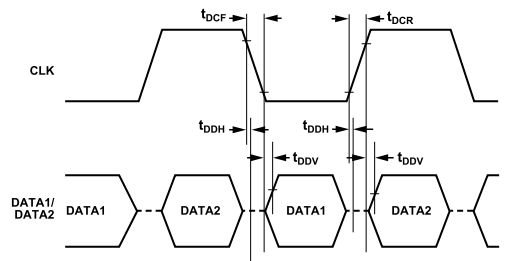 tDCF
tDCR
CLK
tDDH
tDDH
tDDV
tDDV
DATA1/
DATA2
DATA1
DATA2
DATA1
DATA2